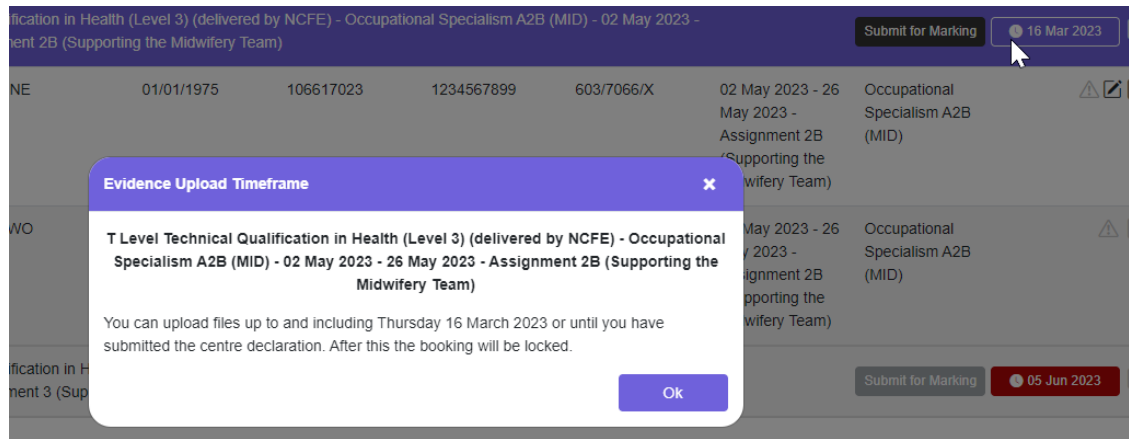 fication in Health (Level 3) (delivered by NCFE) - Occupational Specialism A2B (MID) - 02 May 2023 -
ent 2B (Supporting the Midwifery Team)
Submit for Marking
16 Mar 2023
NE 01/01/1975 106617023 1234567899 603/7066/X 02 May 2023 - 26 Occupational
May 2023 - Specialism A2B
Assignment 2B (MID)
(Supporting the
wifery Team)
Evidence Upload Timeframe
T Level Technical Qualification in Health (Level 3) (delivered by NCFE) - Occupational
Specialism A2B (MID) - 02 May 2023 - 26 May 2023 - Assignment 2B (Supporting the
Midwifery Team)
You can upload files up to and including Thursday 16 March 2023 or until you have
submitted the centre declaration. After this the booking will be locked.
Ok
WO May 2023 - 26 Occupational
2023 - Specialism A2B
ignment 2B (MID)
pporting the
wifery Team)
ification in H
ment 3 (Sup
Submit for Marking
05 Jun 2023